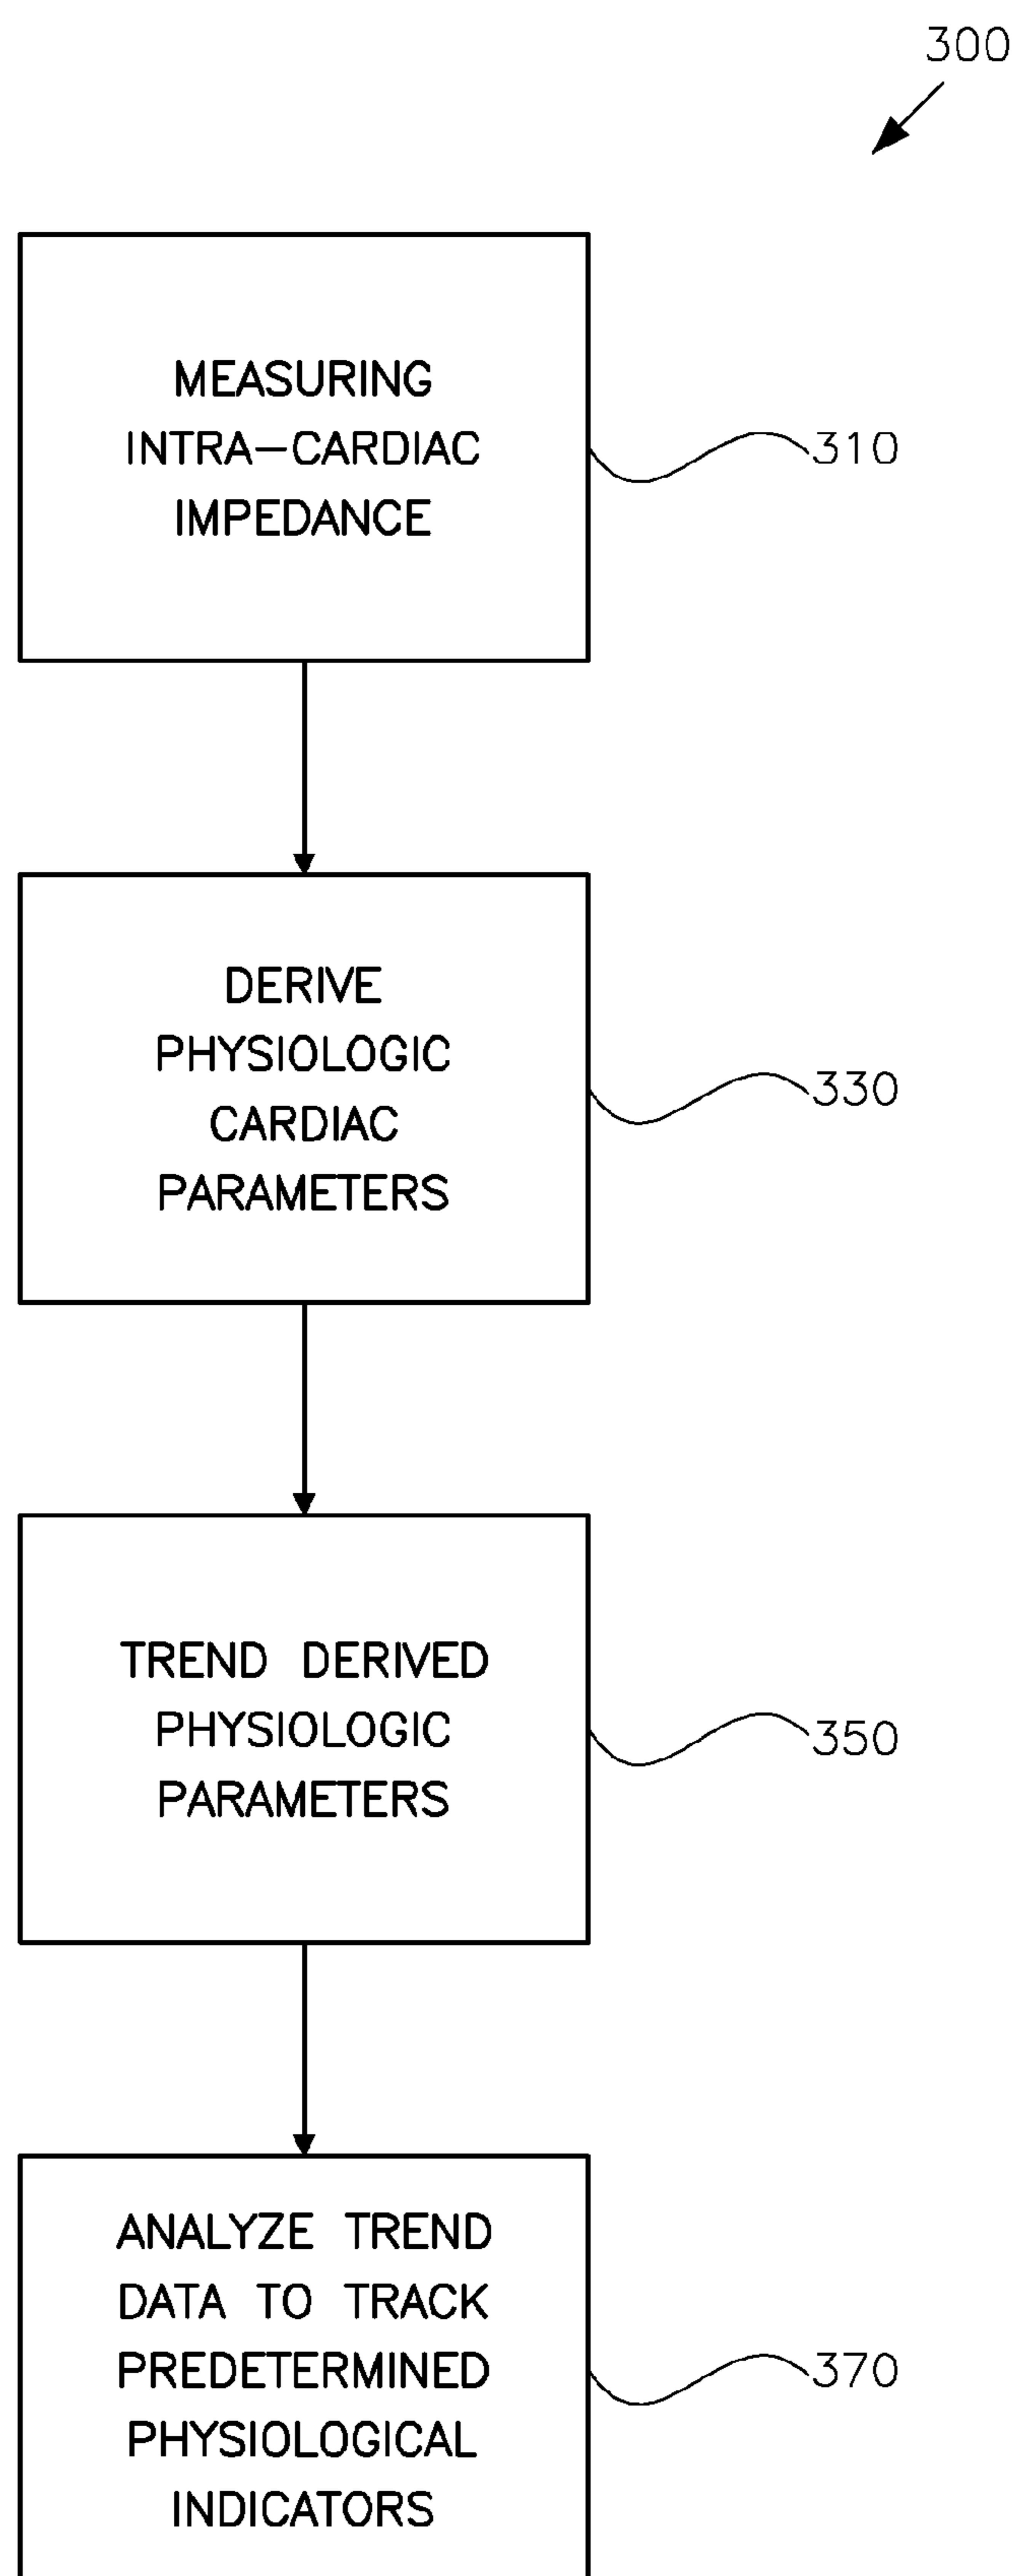 300
MEASURING
INTRA-CARDIAC
IMPEDANCE
310
DERIVE
PHYSIOLOGIC
CARDIAC
PARAMETERS
330
TREND DERIVED
PHYSIOLOGIC
PARAMETERS
350
ANALYZE TREND
DATA TO TRACK
PREDETERMINED
PHYSIOLOGICAL
INDICATORS
370